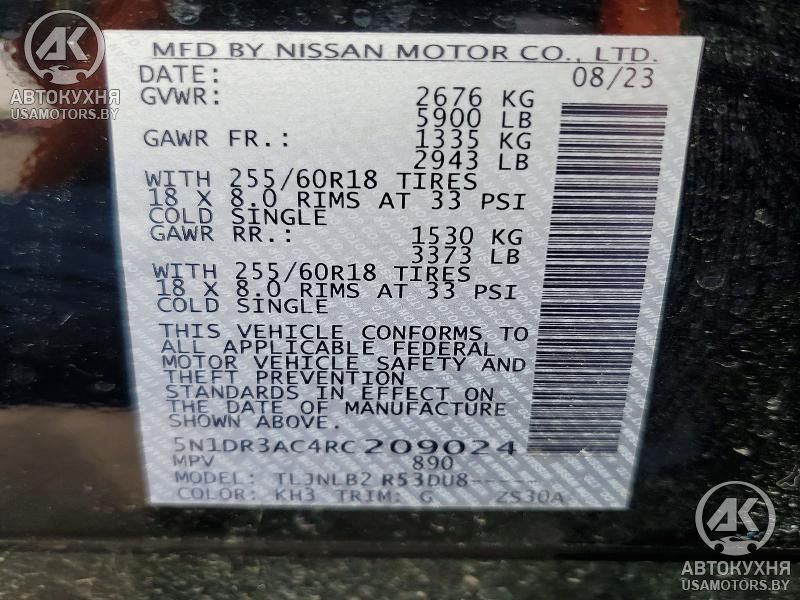 AK
АВТОКУХНЯ
USAMOTORS.BY
MFD BY NISSAN MOTOR CO., LTD.
DATE: 08/23
GVWR: 2676 KG
5900 LB
GAWR FR.: 1335 KG
2943 LB
WITH 255/60R18 TIRES
18 X 8.0 RIMS AT 33 PSI
COLD SINGLE
GAWR RR.: 1530 KG
3373 LB
WITH 255/60R18 TIRES
18 X 8.0 RIMS AT 33 PSI
COLD SINGLE
THIS VEHICLE CONFORMS TO
ALL APPLICABLE FEDERAL
MOTOR VEHICLE SAFETY AND
THEFT PREVENTION
STANDARDS IN EFFECT ON
THE DATE OF MANUFACTURE
SHOWN ABOVE.
5N1DR3AC4RC209024
MPV 890
MODEL: TLJNLB2 R53DU8-----
COLOR: KH3 TRIM: G ZS30A
AK
АВТОКУХНЯ
USAMOTORS.BY